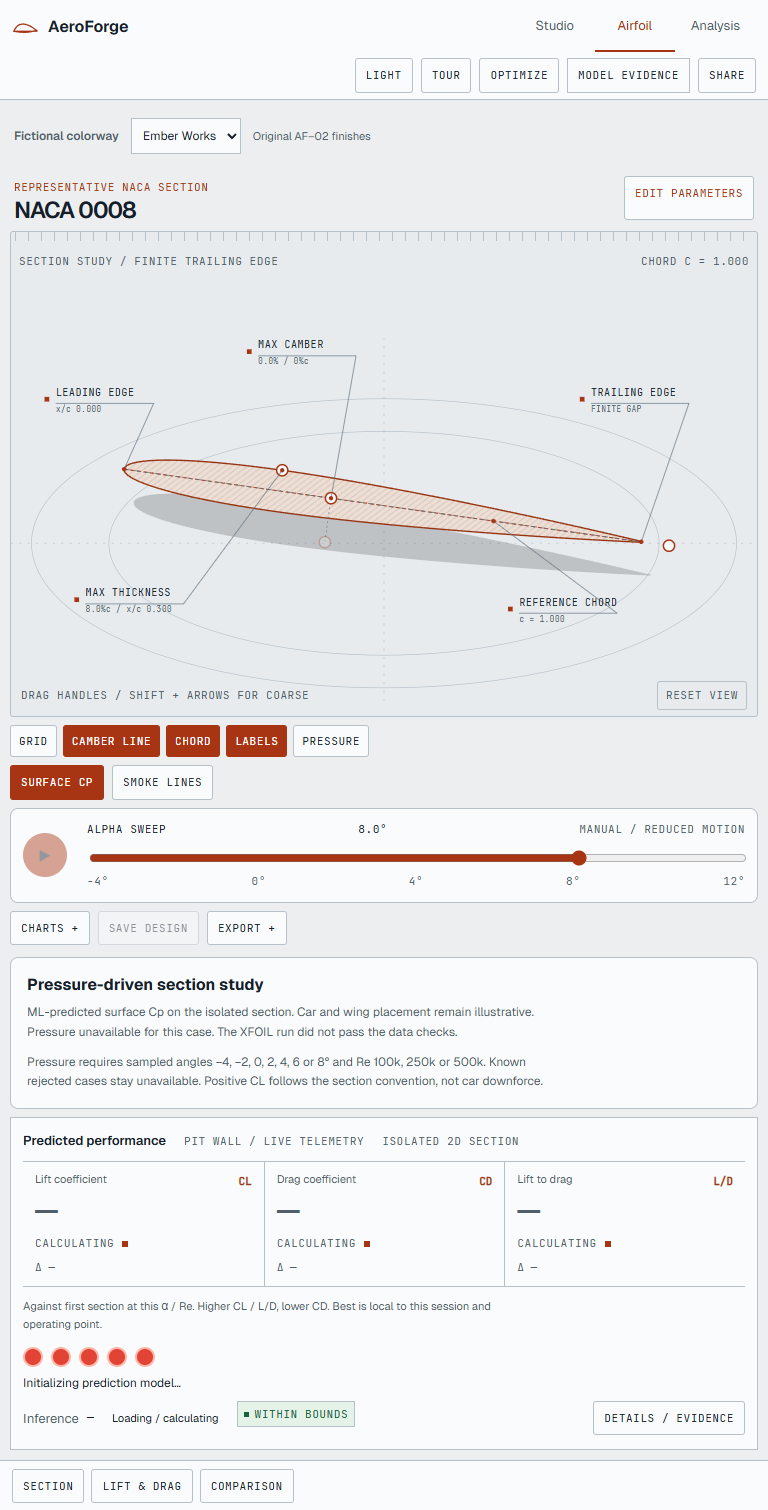 AeroForge
Studio
Airfoil
Analysis
LIGHT
TOUR
OPTIMIZE
MODEL EVIDENCE
SHARE
Fictional colorway
Ember Works
Original AF–02 finishes
REPRESENTATIVE NACA SECTION
NACA 0008
EDIT PARAMETERS
SECTION STUDY / FINITE TRAILING EDGE
CHORD C = 1.000
MAX CAMBER
0.0% / 0%c
LEADING EDGE
x/c 0.000
TRAILING EDGE
FINITE GAP
MAX THICKNESS
8.0%c / x/c 0.300
REFERENCE CHORD
c = 1.000
DRAG HANDLES / SHIFT + ARROWS FOR COARSE
RESET VIEW
GRID
CAMBER LINE
CHORD
LABELS
PRESSURE
SURFACE CP
SMOKE LINES
ALPHA SWEEP
8.0°
MANUAL / REDUCED MOTION
-4°
0°
4°
8°
12°
CHARTS +
SAVE DESIGN
EXPORT +
Pressure-driven section study
ML-predicted surface Cp on the isolated section. Car and wing placement remain illustrative.
Pressure unavailable for this case. The XFOIL run did not pass the data checks.
Pressure requires sampled angles −4, −2, 0, 2, 4, 6 or 8° and Re 100k, 250k or 500k. Known
rejected cases stay unavailable. Positive CL follows the section convention, not car downforce.
Predicted performance
PIT WALL / LIVE TELEMETRY
ISOLATED 2D SECTION
Lift coefficient
CL
—
CALCULATING
Δ —
Drag coefficient
CD
—
CALCULATING
Δ —
Lift to drag
L/D
—
CALCULATING
Δ —
Against first section at this α / Re. Higher CL / L/D, lower CD. Best is local to this session and
operating point.
Initializing prediction model…
Inference —
Loading / calculating
WITHIN BOUNDS
DETAILS / EVIDENCE
SECTION
LIFT & DRAG
COMPARISON